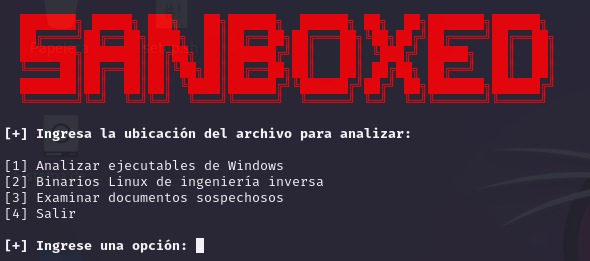 SANBOXED
[+] Ingresa la ubicación del archivo para analizar:
[1] Analizar ejecutables de Windows
[2] Binarios Linux de ingeniería inversa
[3] Examinar documentos sospechosos
[4] Salir
[+] Ingrese una opción: